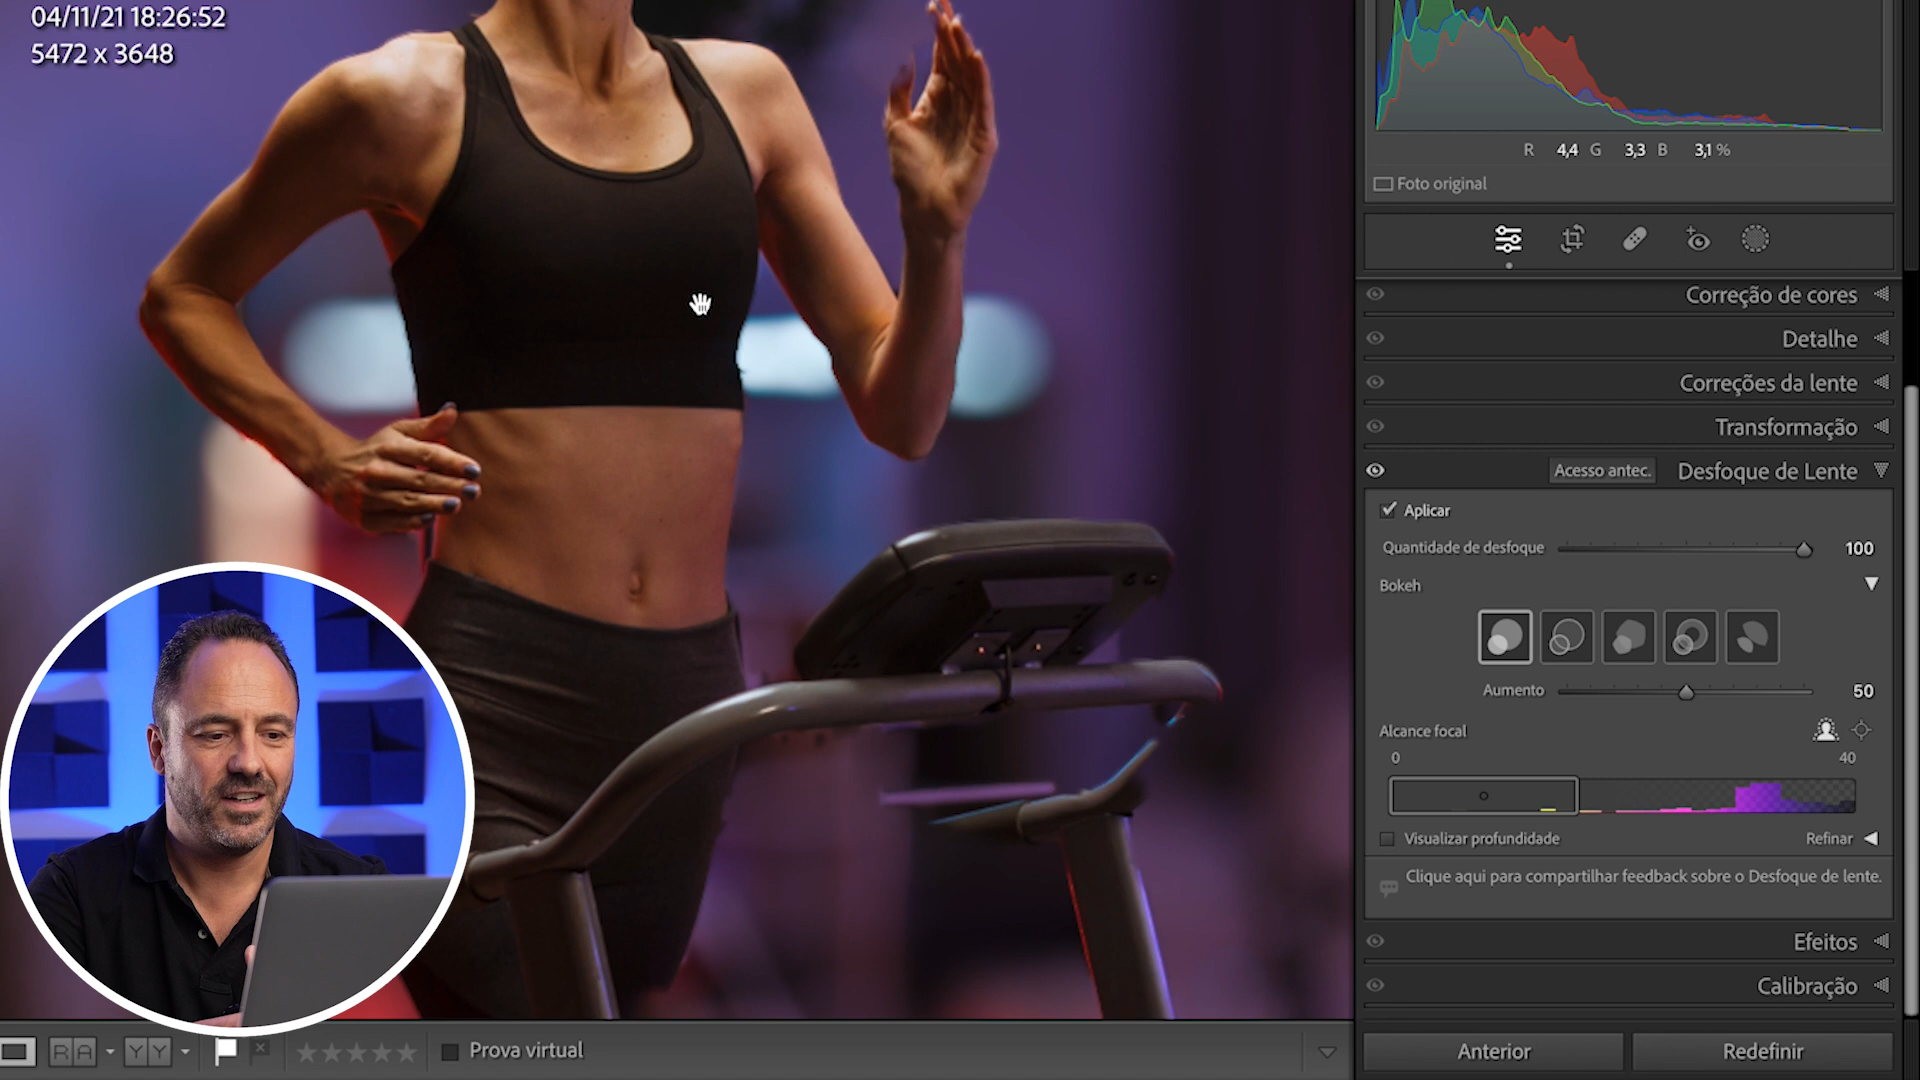 04/11/21 18:26:52
5472 x 3648
R 4,4 G 3,3 B 3,1 %
Foto original
Correção de cores
Detalhe
Correções da lente
Transformação
Acesso antec. Desfoque de Lente
Aplicar
Quantidade de desfoque 100
Bokeh
Aumento 50
Alcance focal
0 40
Visualizar profundidade Refinar
Clique aqui para compartilhar feedback sobre o Desfoque de lente.
Efeitos
Calibração
R A Y Y Prova virtual Anterior Redefinir